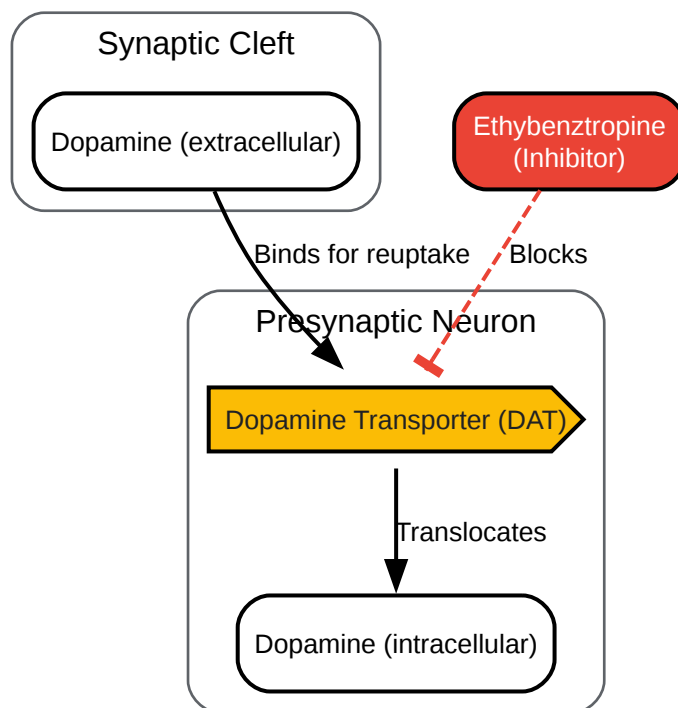 Synaptic Cleft
Dopamine (extracellular)
Ethybenztropine
(Inhibitor)
Binds for reuptake
Blocks
Presynaptic Neuron
Dopamine Transporter (DAT)
Translocates
Dopamine (intracellular)